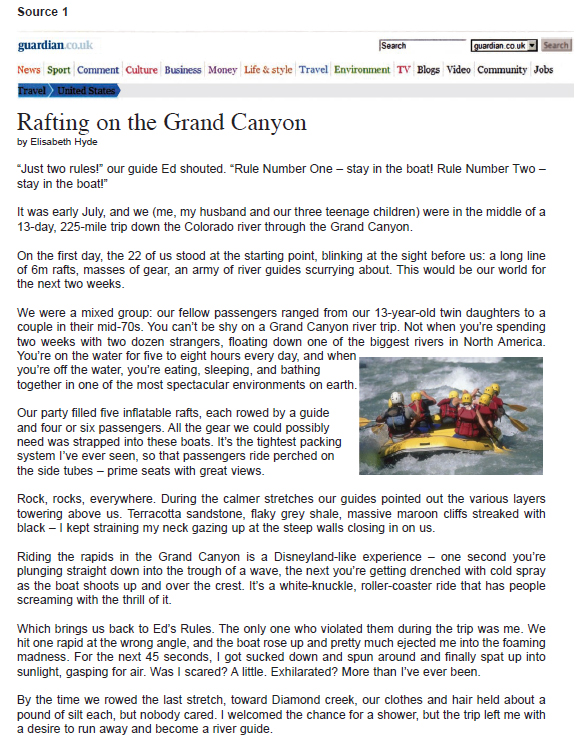 Source 1
guardian.co.uk
Search
guardian.co.uk
Search
News Sport Comment Culture Business Money Life & style Travel Environment TV Blogs Video Community Jobs
Travel United States
Rafting on the Grand Canyon
by Elisabeth Hyde
“Just two rules!” our guide Ed shouted. “Rule Number One – stay in the boat! Rule Number Two –
stay in the boat!”
It was early July, and we (me, my husband and our three teenage children) were in the middle of a
13-day, 225-mile trip down the Colorado river through the Grand Canyon.
On the first day, the 22 of us stood at the starting point, blinking at the sight before us: a long line
of 6m rafts, masses of gear, an army of river guides scurrying about. This would be our world for
the next two weeks.
We were a mixed group: our fellow passengers ranged from our 13-year-old twin daughters to a
couple in their mid-70s. You can’t be shy on a Grand Canyon river trip. Not when you’re spending
two weeks with two dozen strangers, floating down one of the biggest rivers in North America.
You’re on the water for five to eight hours every day, and when
you’re off the water, you’re eating, sleeping, and bathing
together in one of the most spectacular environments on earth.
Our party filled five inflatable rafts, each rowed by a guide
and four or six passengers. All the gear we could possibly
need was strapped into these boats. It’s the tightest packing
system I’ve ever seen, so that passengers ride perched on
the side tubes – prime seats with great views.
Rock, rocks, everywhere. During the calmer stretches our guides pointed out the various layers
towering above us. Terracotta sandstone, flaky grey shale, massive maroon cliffs streaked with
black – I kept straining my neck gazing up at the steep walls closing in on us.
Riding the rapids in the Grand Canyon is a Disneyland-like experience – one second you’re
plunging straight down into the trough of a wave, the next you’re getting drenched with cold spray
as the boat shoots up and over the crest. It’s a white-knuckle, roller-coaster ride that has people
screaming with the thrill of it.
Which brings us back to Ed’s Rules. The only one who violated them during the trip was me. We
hit one rapid at the wrong angle, and the boat rose up and pretty much ejected me into the foaming
madness. For the next 45 seconds, I got sucked down and spun around and finally spat up into
sunlight, gasping for air. Was I scared? A little. Exhilarated? More than I’ve ever been.
By the time we rowed the last stretch, toward Diamond creek, our clothes and hair held about a
pound of silt each, but nobody cared. I welcomed the chance for a shower, but the trip left me with
a desire to run away and become a river guide.